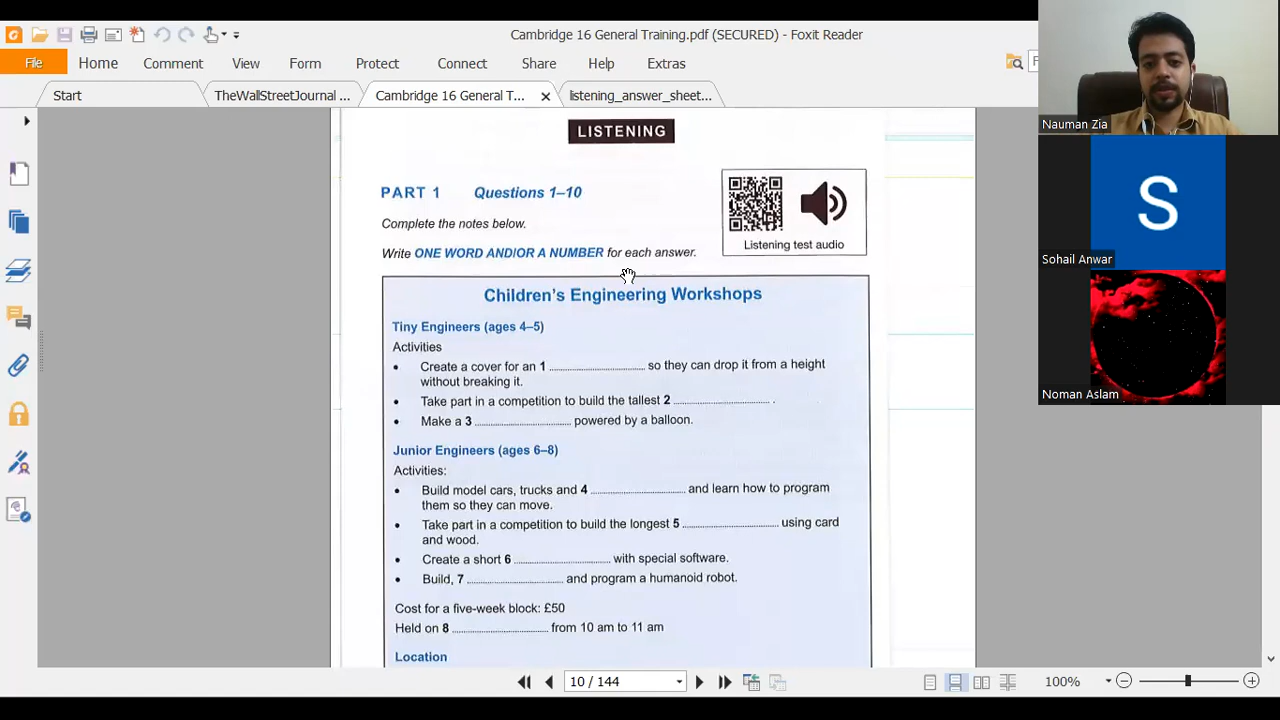 Cambridge 16 General Training.pdf (SECURED) - Foxit Reader
File Home Comment View Form Protect Connect Share Help Extras
Start TheWallStreetJournal ... Cambridge 16 General T... listening_answer_sheet...
LISTENING
PART 1 Questions 1–10
Complete the notes below.
Write ONE WORD AND/OR A NUMBER for each answer.
Listening test audio
Children's Engineering Workshops
Tiny Engineers (ages 4–5)
Activities
• Create a cover for an 1 .............................. so they can drop it from a height
without breaking it.
• Take part in a competition to build the tallest 2 .............................. .
• Make a 3 .............................. powered by a balloon.
Junior Engineers (ages 6–8)
Activities:
• Build model cars, trucks and 4 .............................. and learn how to program
them so they can move.
• Take part in a competition to build the longest 5 .............................. using card
and wood.
• Create a short 6 .............................. with special software.
• Build, 7 .............................. and program a humanoid robot.
Cost for a five-week block: £50
Held on 8 .............................. from 10 am to 11 am
Location
10 / 144
100%
Nauman Zia
S
Sohail Anwar
Noman Aslam